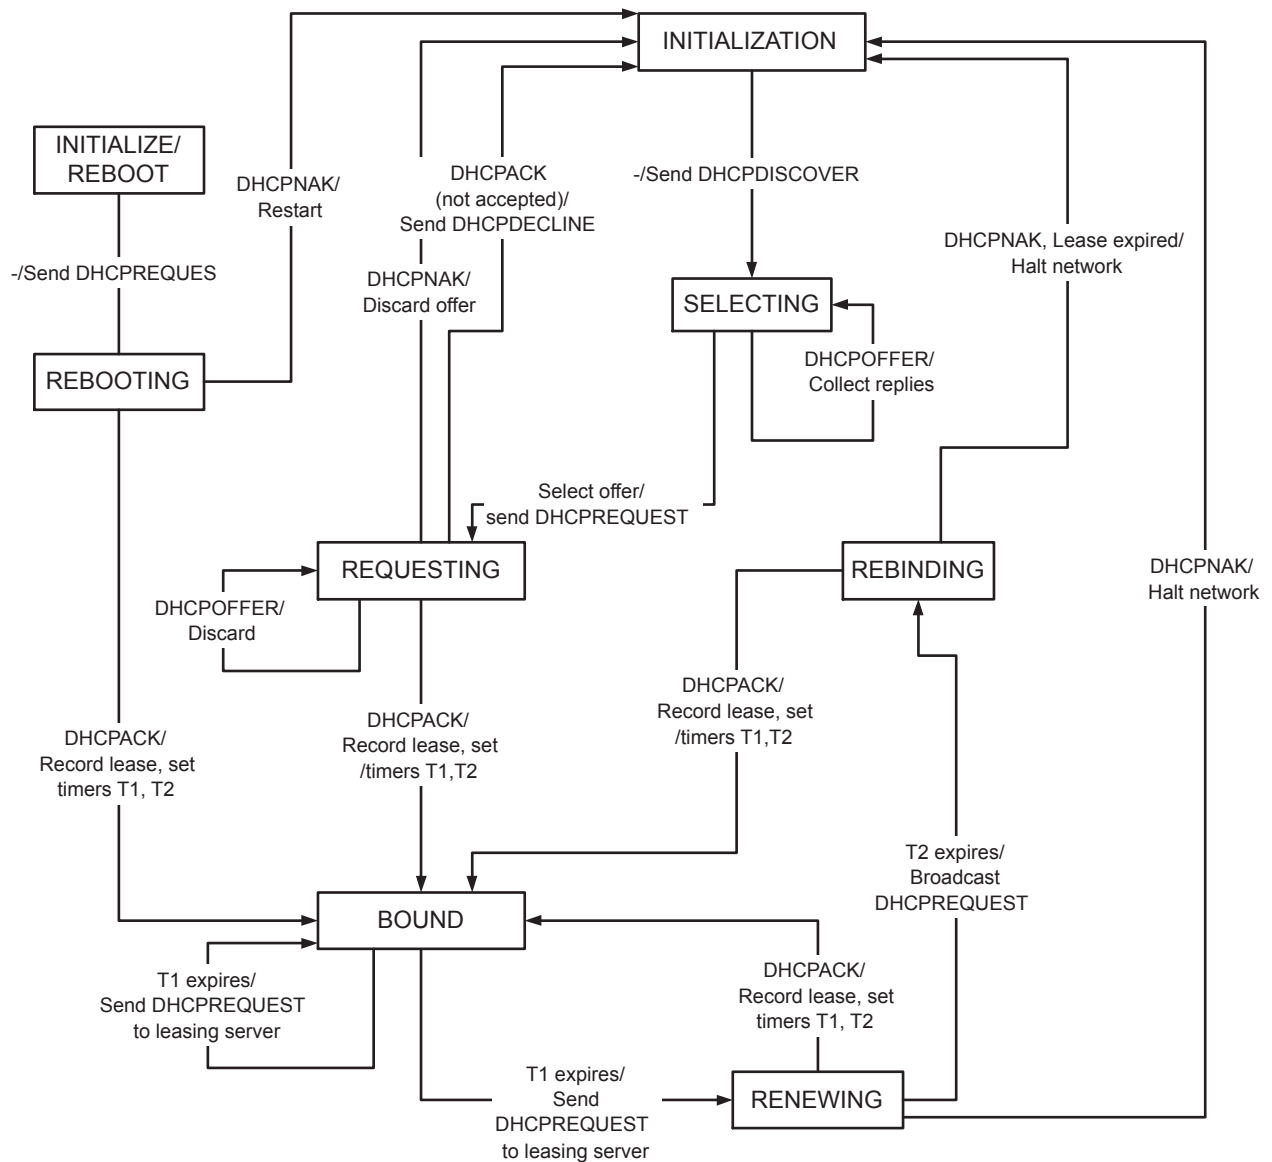 INITIALIZATION
INITIALIZE/
REBOOT
DHCPNAK/
Restart
DHCPACK
(not accepted)/
Send DHCPDECLINE
-/Send DHCPDISCOVER
DHCPNAK, Lease expired/
Halt network
-/Send DHCPREQUES
DHCPNAK/
Discard offer
SELECTING
REBOOTING
DHCPOFFER/
Collect replies
Select offer/
send DHCPREQUEST
REQUESTING
REBINDING
DHCPNAK/
Halt network
DHCPOFFER/
Discard
DHCPACK/
Record lease, set
timers T1, T2
DHCPACK/
Record lease, set
/timers T1,T2
DHCPACK/
Record lease, set
/timers T1,T2
T2 expires/
Broadcast
DHCPREQUEST
BOUND
T1 expires/
Send DHCPREQUEST
to leasing server
DHCPACK/
Record lease, set
timers T1, T2
T1 expires/
Send
DHCPREQUEST
to leasing server
RENEWING